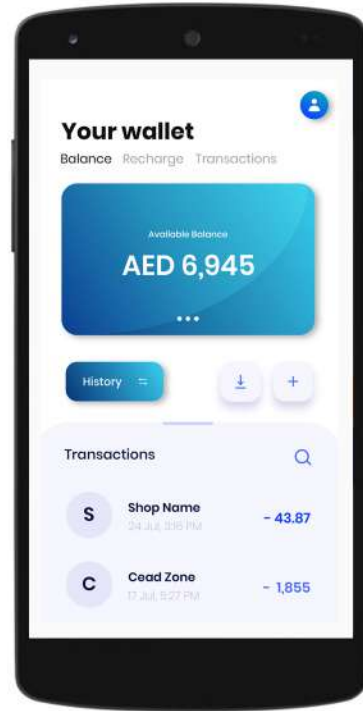 Your wallet
Balance Recharge Transactions
Available Balance
AED 6,945
History
Transactions
S
Shop Name
- 43.87
24 Jul, 3:16 PM
C
Cead Zone
- 1,855
17 Jul, 5:27 PM